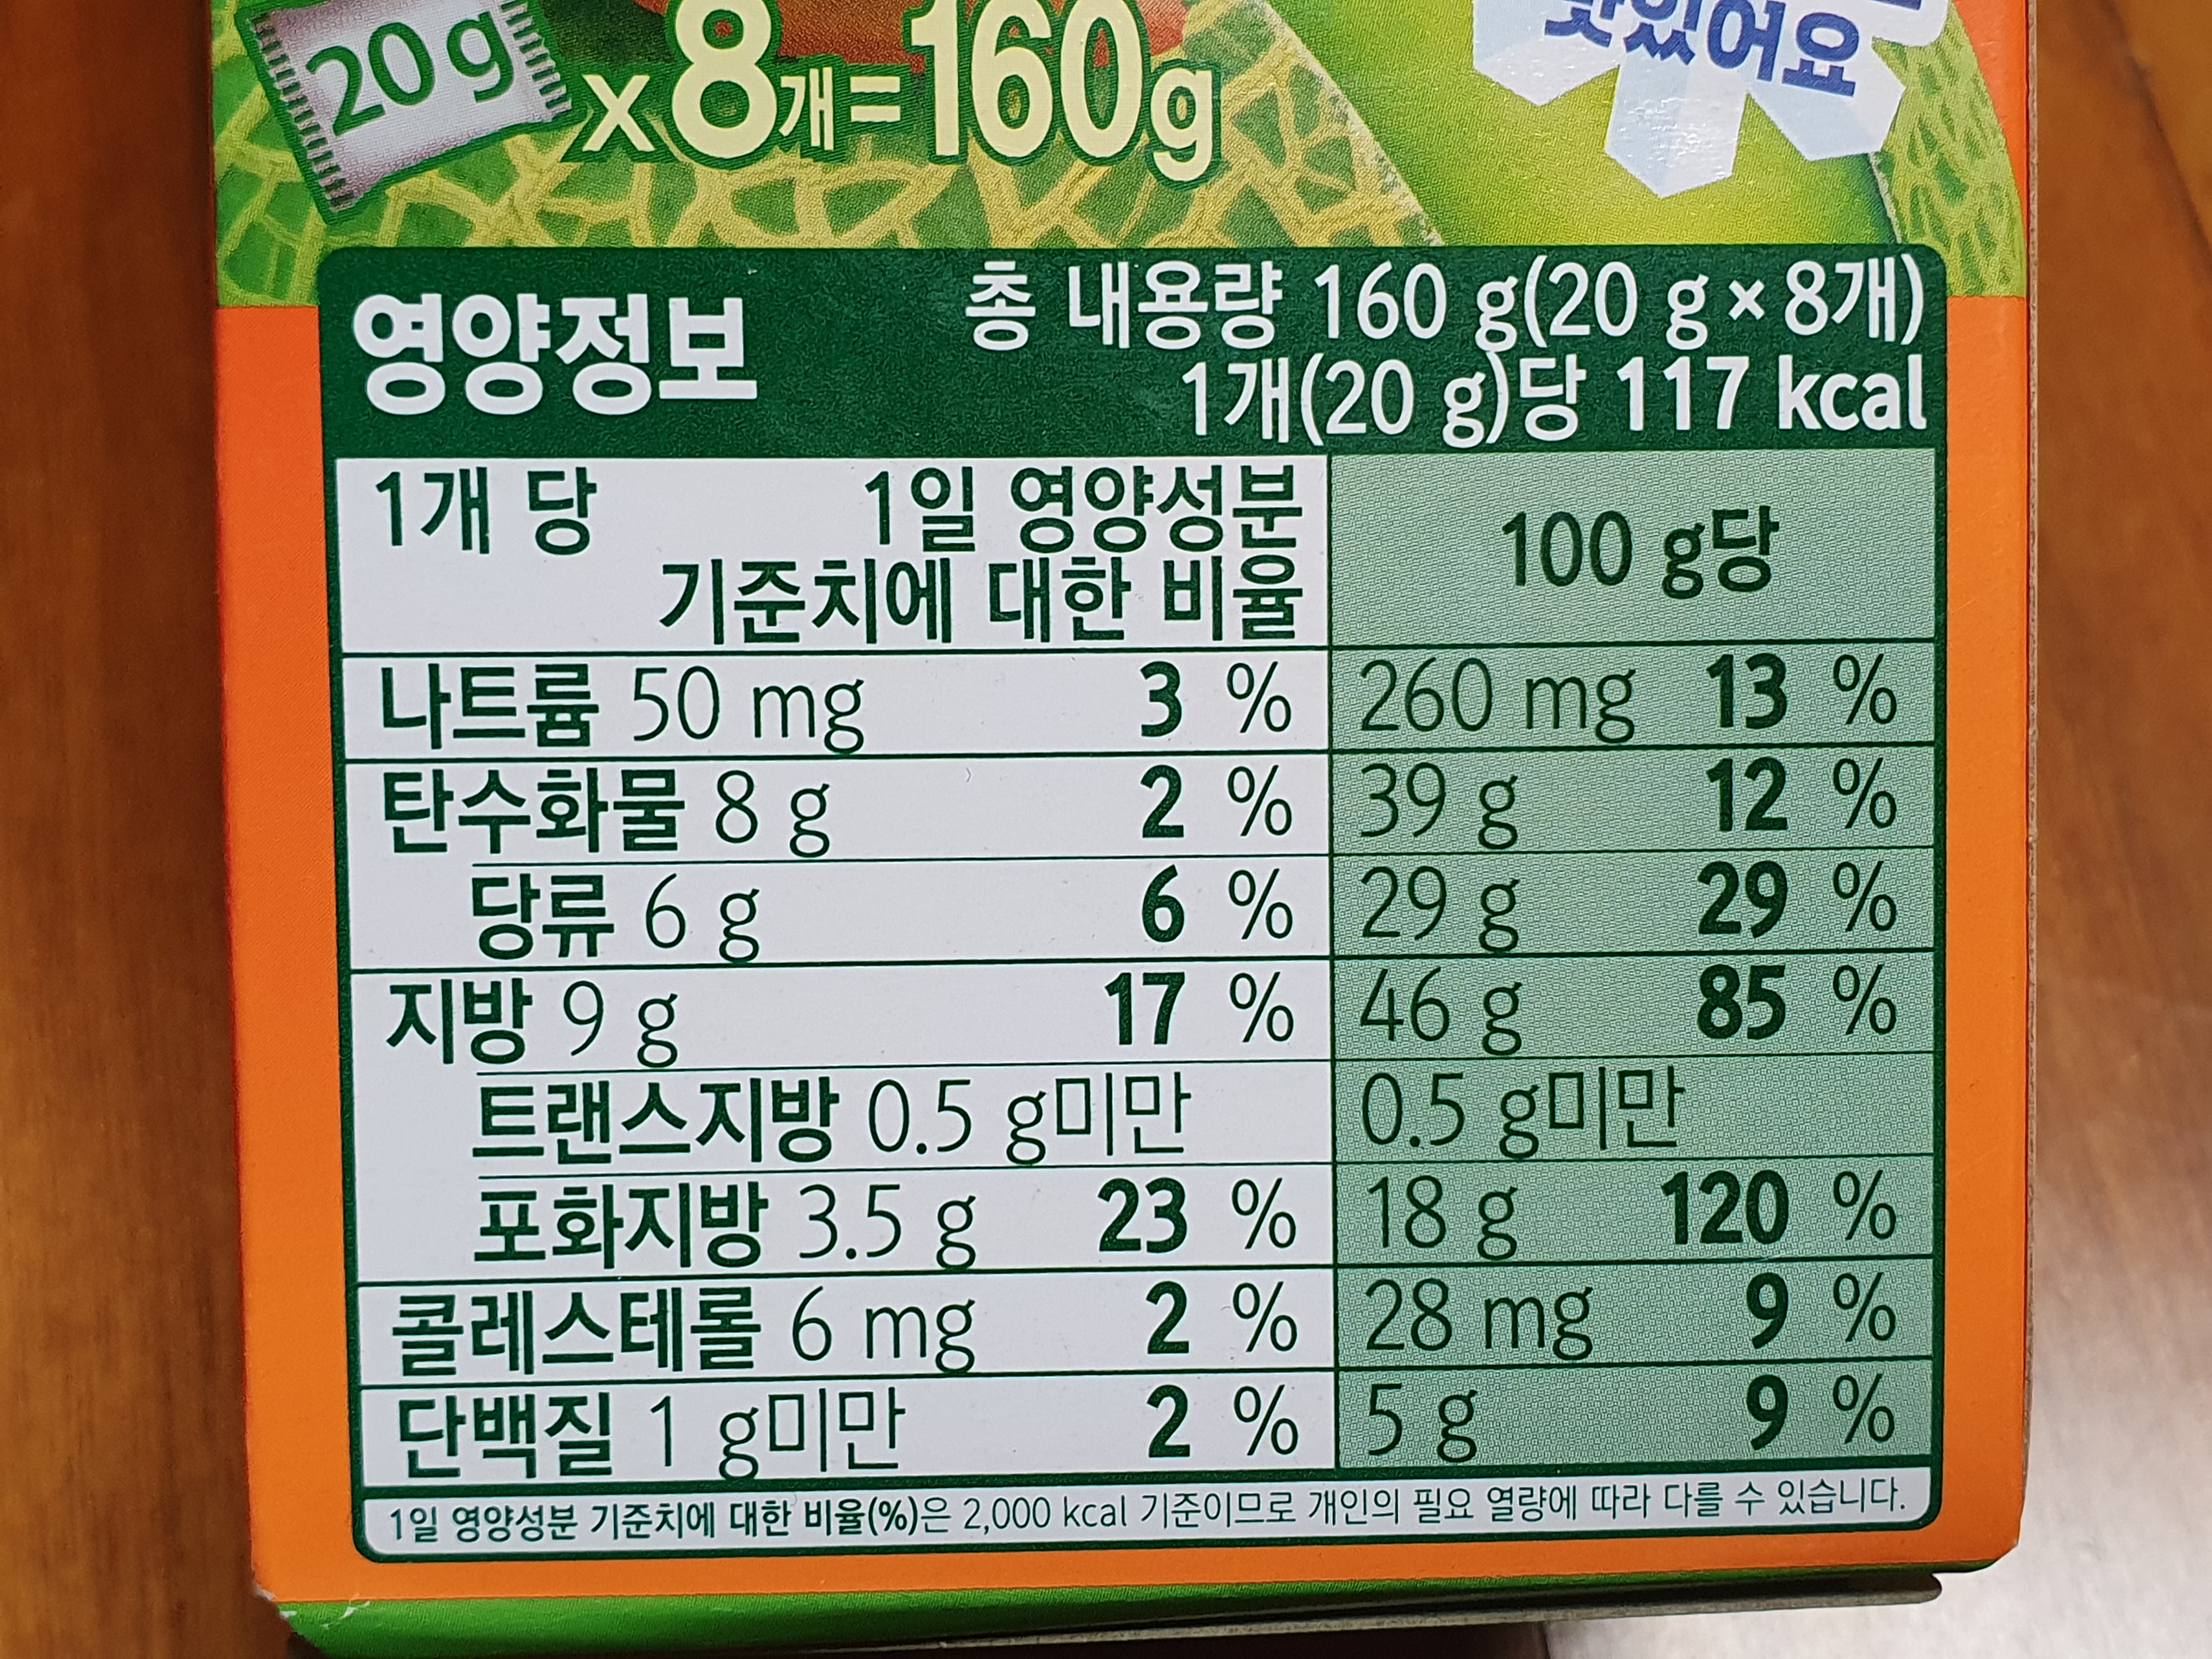 맛있어요
20g x8개=160g
영양정보
총 내용량 160 g(20 g×8개)
1개(20 g)당 117 kcal
1개 당 1일 영양성분
기준치에 대한 비율
100 g당
나트륨 50 mg 3 % 260 mg 13 %
탄수화물 8 g 2 % 39 g 12 %
당류 6 g 6 % 29 g 29 %
지방 9 g 17 % 46 g 85 %
트랜스지방 0.5 g미만 0.5 g미만
포화지방 3.5 g 23 % 18 g 120 %
콜레스테롤 6 mg 2 % 28 mg 9 %
단백질 1 g미만 2 % 5 g 9 %
1일 영양성분 기준치에 대한 비율(%)은 2,000 kcal 기준이므로 개인의 필요 열량에 따라 다를 수 있습니다.